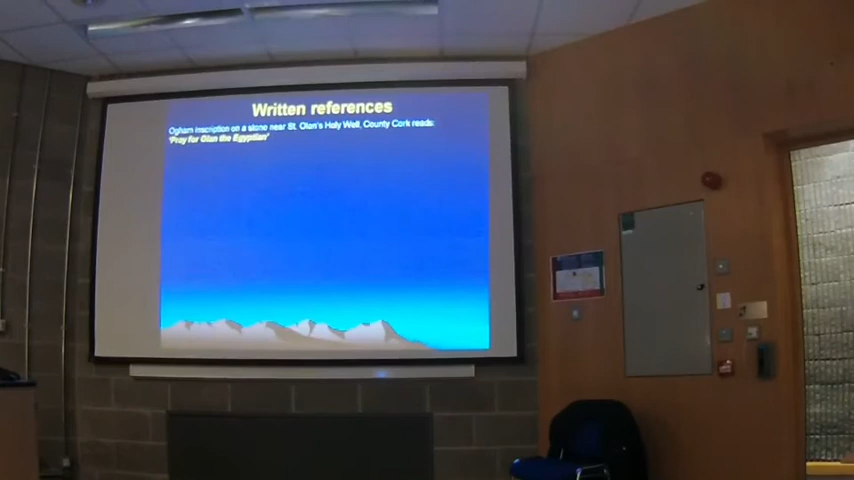 Written references
Ogham inscription on a stone near St. Olan's Holy Well, County Cork reads:
'Pray for Olan the Egyptian'